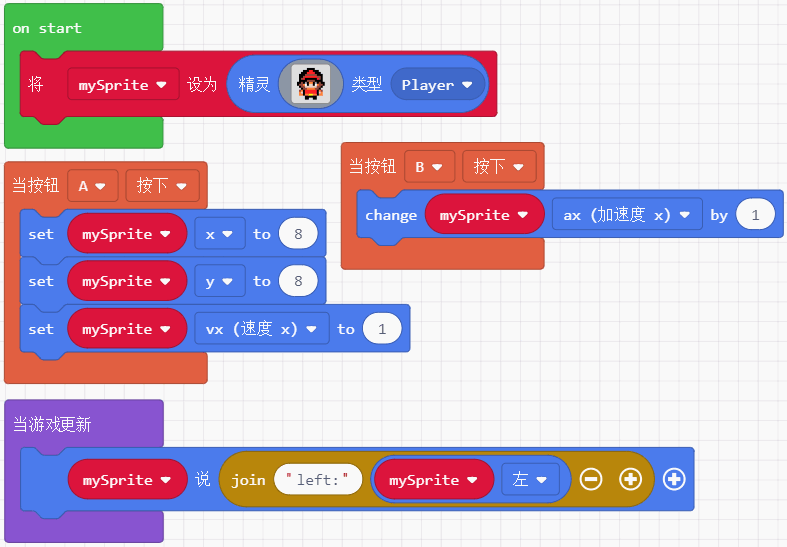 on start
将 mySprite 设为 精灵 类型 Player
当按钮 A 按下
set mySprite x to 8
set mySprite y to 8
set mySprite vx (速度 x) to 1
当按钮 B 按下
change mySprite ax (加速度 x) by 1
当游戏更新
mySprite 说 join "left:" mySprite 左